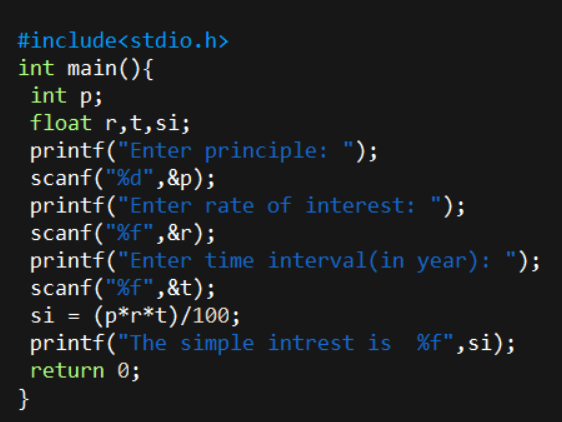 #include<stdio.h>
int main(){
int p;
float r,t,si;
printf("Enter principle: ");
scanf("%d",&p);
printf("Enter rate of interest: ");
scanf("%f",&r);
printf("Enter time interval(in year): ");
scanf("%f",&t);
si = (p*r*t)/100;
printf("The simple intrest is  %f",si);
return 0;
}